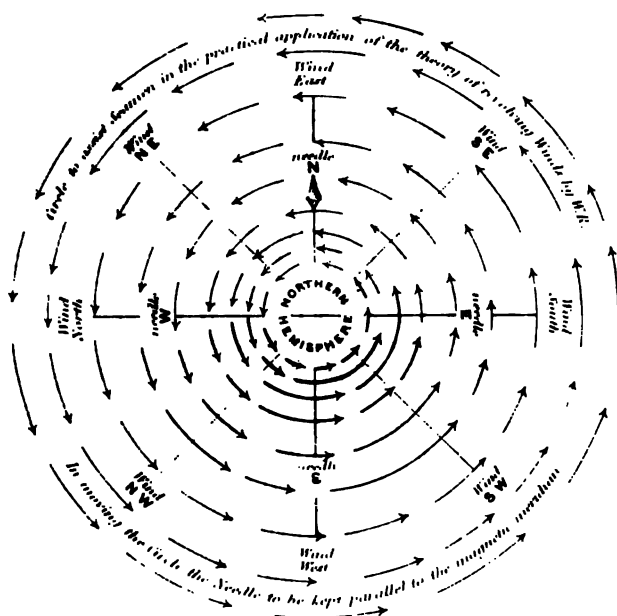 Circle to assist Seamen in the practical application of the theory of revolving Winds by W.R.
Wind
East
Wind
NE
Wind
SE
needle
N
NORTHERN
HEMISPHERE
Wind
North
needle
W
needle
E
Wind
South
needle
S
Wind
NW
Wind
SW
Wind
West
In moving the Circle the Needle to be kept parallel to the magnetic meridian